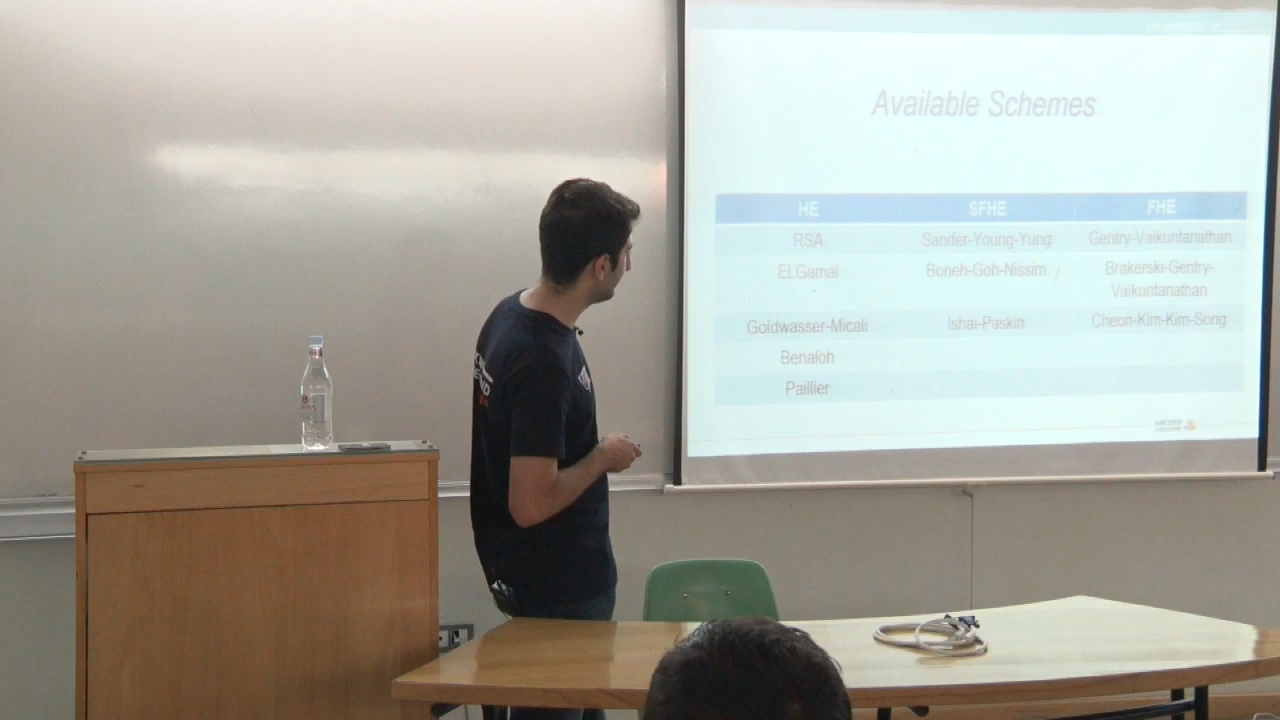 Available Schemes
HE SFHE FHE
RSA Sander-Young-Yung Gentry-Vaikuntanathan
ELGamal Boneh-Goh-Nissim Brakerski-Gentry-
Vaikuntanathan
Goldwasser-Micali Ishai-Paskin Cheon-Kim-Kim-Song
Benaloh
Paillier